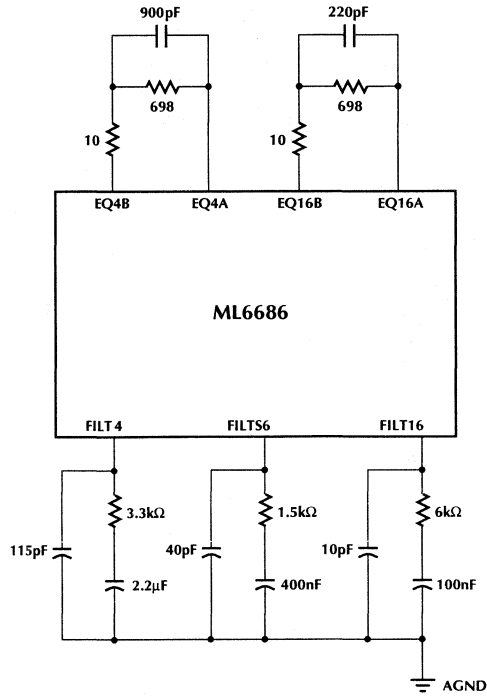 900pF 220pF
698 698
10 10
EQ4B EQ4A EQ16B EQ16A
ML6686
FILT4 FILTS6 FILT16
3.3kΩ 1.5kΩ 6kΩ
115pF 40pF 10pF
2.2µF 400nF 100nF
AGND